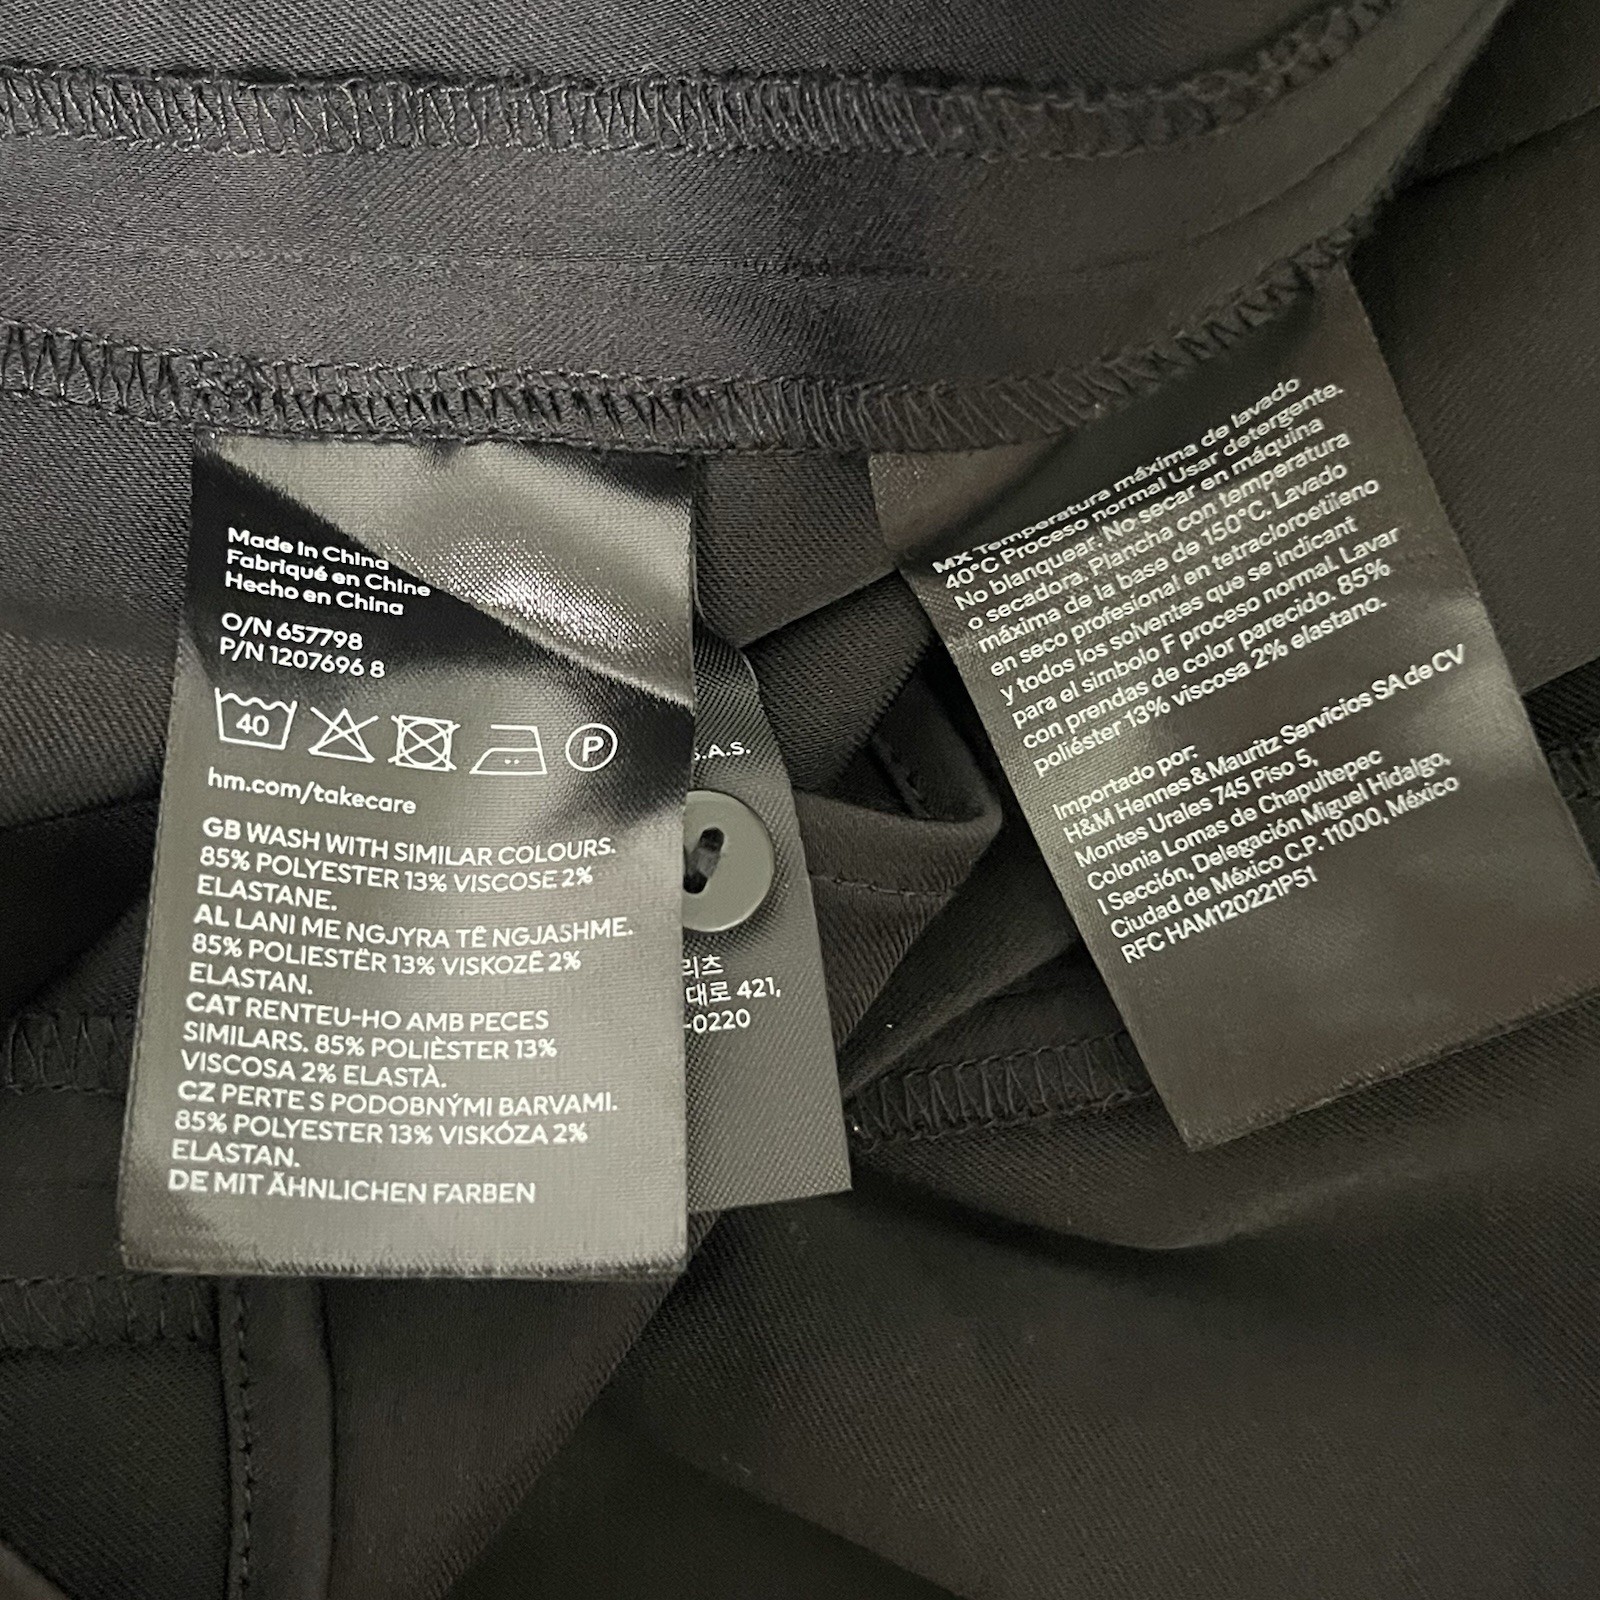 Made in China
Fabriqué en Chine
Hecho en China
O/N 657798
P/N 1207696 8
40
P
hm.com/takecare
GB WASH WITH SIMILAR COLOURS.
85% POLYESTER 13% VISCOSE 2%
ELASTANE.
AL LANI ME NGJYRA TË NGJASHME.
85% POLIESTËR 13% VISKOZË 2%
ELASTAN.
CAT RENTEU-HO AMB PECES
SIMILARS. 85% POLIÈSTER 13%
VISCOSA 2% ELASTÀ.
CZ PERTE S PODOBNÝMI BARVAMI.
85% POLYESTER 13% VISKÓZA 2%
ELASTAN.
DE MIT ÄHNLICHEN FARBEN
S.A.S.
리츠
대로 421,
-0220
MX Temperatura máxima de lavado
40°C Proceso normal Usar detergente.
No blanquear. No secar en máquina
o secadora. Plancha con temperatura
máxima de la base de 150°C. Lavado
en seco profesional en tetracloroetileno
y todos los solventes que se indicant
para el simbolo F proceso normal. Lavar
con prendas de color parecido. 85%
poliéster 13% viscosa 2% elastano.
Importado por:
H&M Hennes & Mauritz Servicios SA de CV
Montes Urales 745 Piso 5,
Colonia Lomas de Chapultepec
I Sección, Delegación Miguel Hidalgo,
Ciudad de México C.P. 11000, México
RFC HAM120221P51